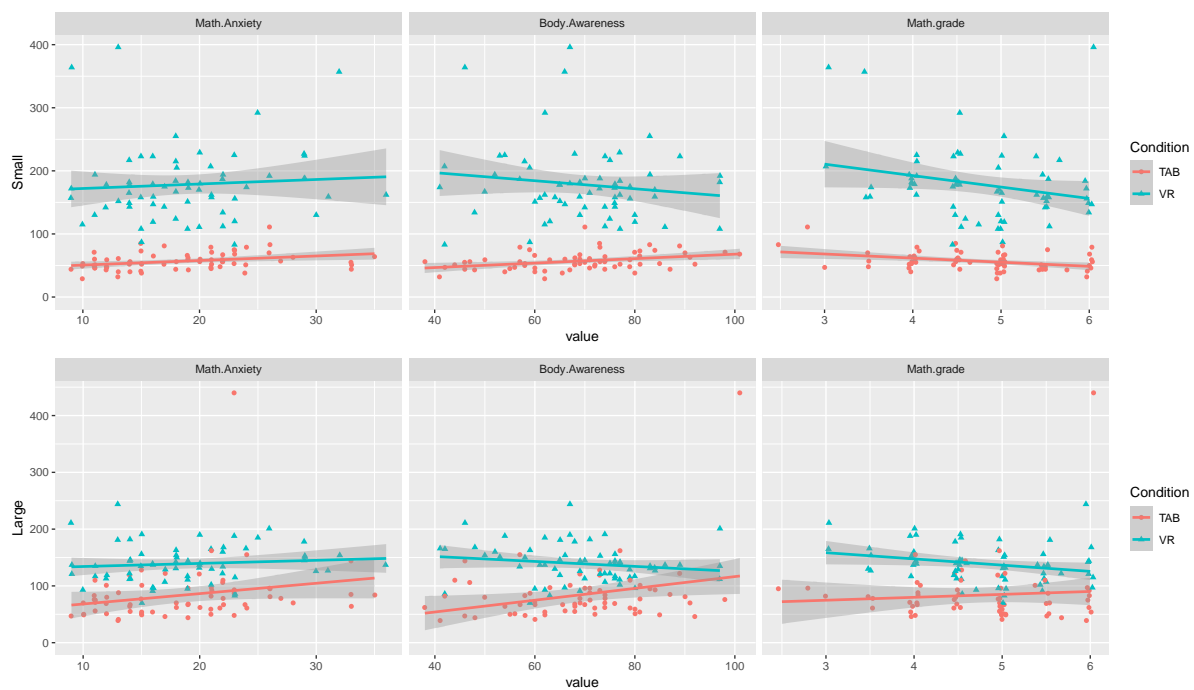 Math.Anxiety
Body.Awareness
Math.grade
400
300
200
100
0
Small
10
20
30
40
60
80
100
3
4
5
6
value
Condition
TAB
VR
Math.Anxiety
Body.Awareness
Math.grade
400
300
200
100
0
Large
10
20
30
40
60
80
100
3
4
5
6
value
Condition
TAB
VR